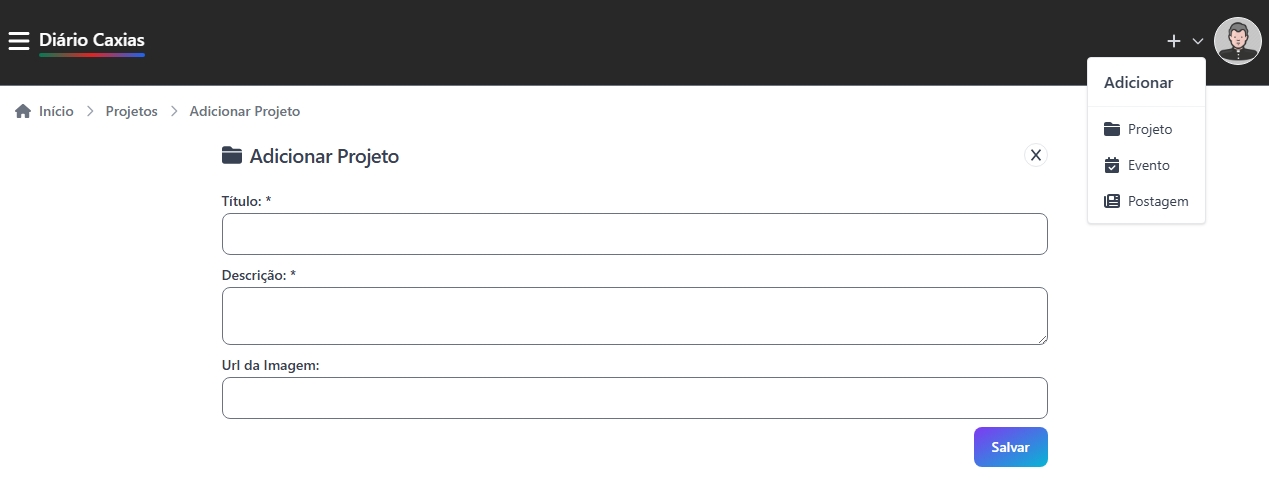 Diário Caxias
Adicionar
Projeto
Evento
Postagem
Início
Projetos
Adicionar Projeto
Adicionar Projeto
X
Título: *
Descrição: *
Url da Imagem:
Salvar